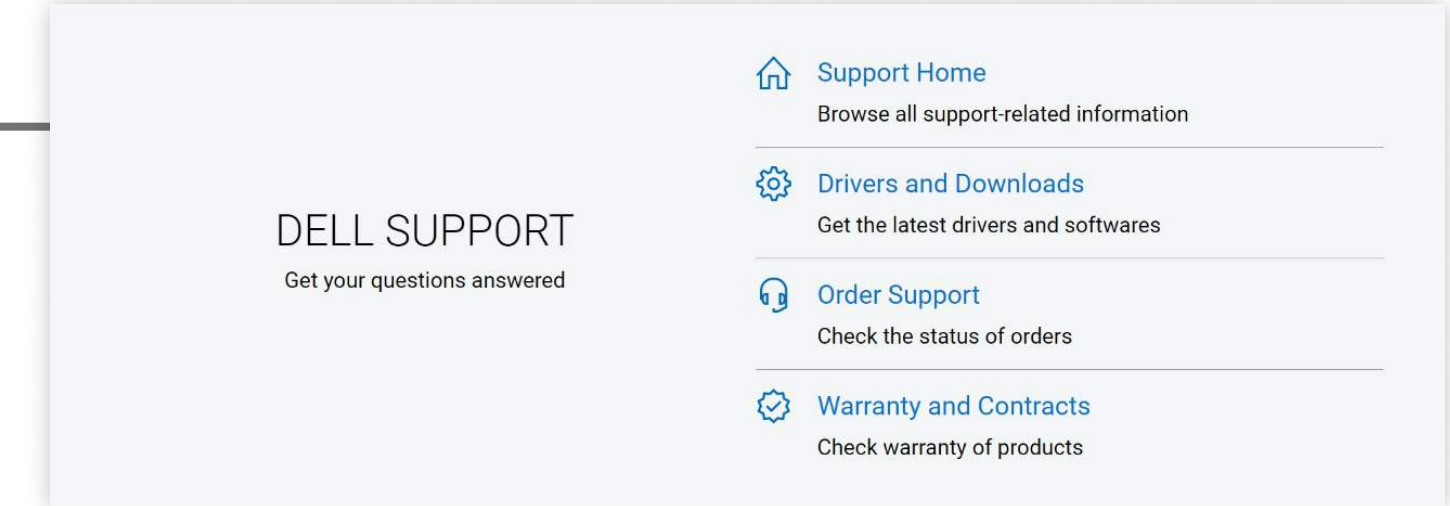 DELL SUPPORT
Get your questions answered
Support Home
Browse all support-related information
Drivers and Downloads
Get the latest drivers and softwares
Order Support
Check the status of orders
Warranty and Contracts
Check warranty of products